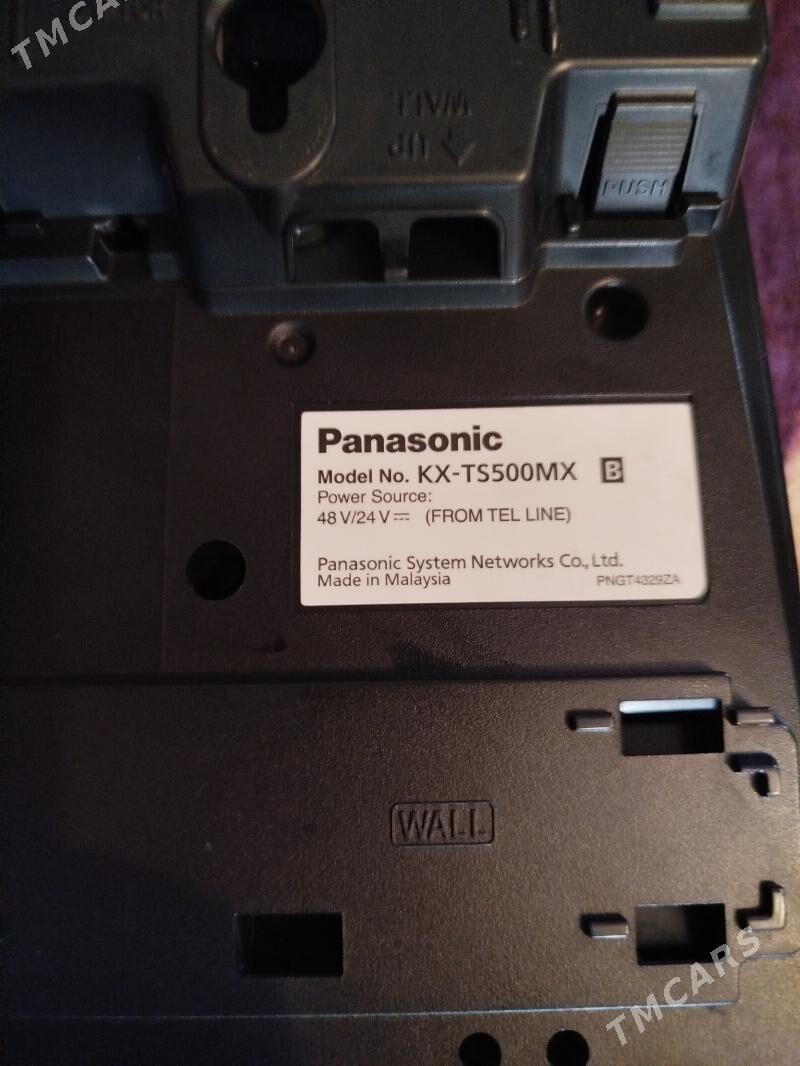 TMCARS
WALL
UP
PUSH
Panasonic
Model No. KX-TS500MX B
Power Source:
48 V/24 V⎓ (FROM TEL LINE)
Panasonic System Networks Co., Ltd.
Made in Malaysia PNGT4329ZA
WALL
TMCARS